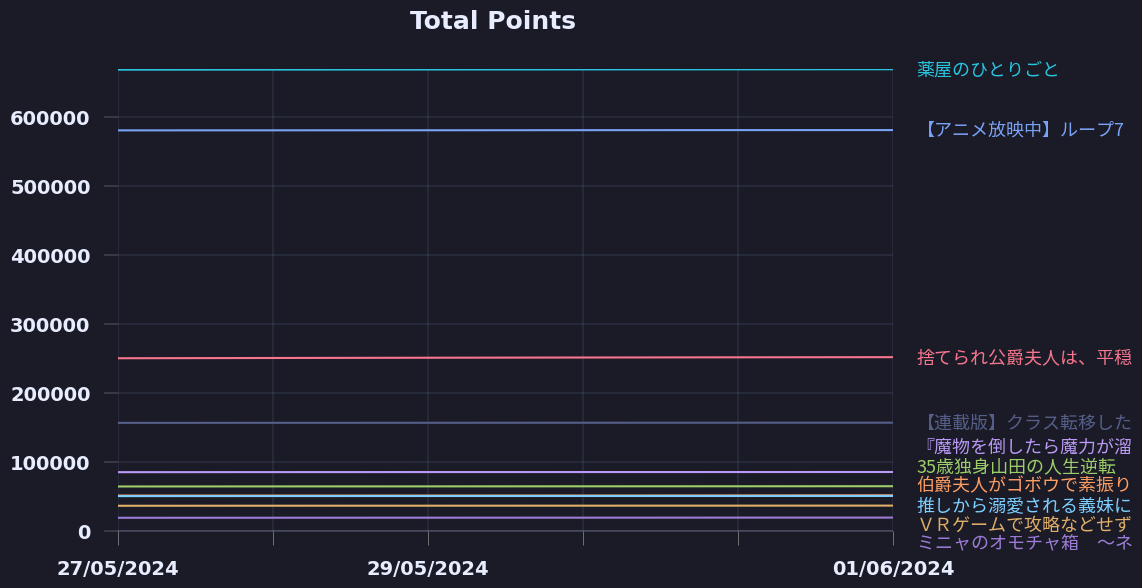 Total Points
薬屋のひとりごと
600000
【アニメ放映中】ループ7
500000
400000
300000
捨てられ公爵夫人は、平穏
200000
【連載版】クラス転移した
『魔物を倒したら魔力が溜
100000
35歳独身山田の人生逆転
伯爵夫人がゴボウで素振り
推しから溺愛される義妹に
ＶＲゲームで攻略などせず
0
ミニャのオモチャ箱　～ネ
27/05/2024
29/05/2024
01/06/2024